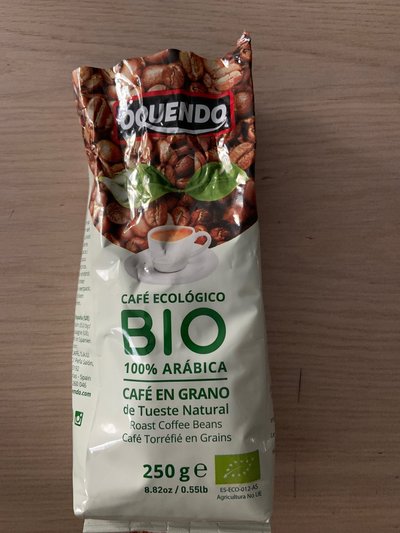 OQUENDO
CAFÉ ECOLÓGICO
BIO
100% ARÁBICA
CAFÉ EN GRANO
de Tueste Natural
Roast Coffee Beans
Café Torréfié en Grains
250 g e
8.82oz / 0.55lb
ES-ECO-012-AS
Agricultura No UE